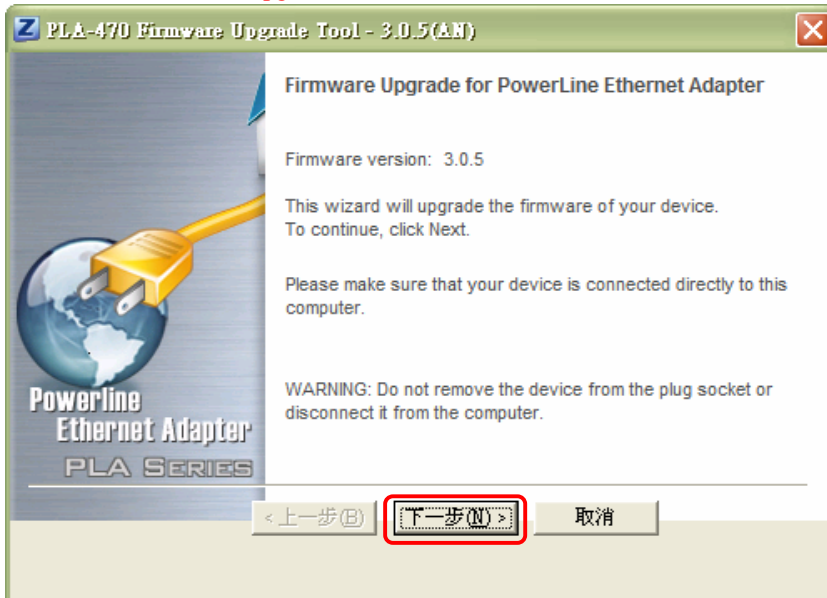 PLA-470 Firmware Upgrade Tool - 3.0.5(AN)
Firmware Upgrade for PowerLine Ethernet Adapter
Firmware version: 3.0.5
This wizard will upgrade the firmware of your device.
To continue, click Next.
Please make sure that your device is connected directly to this
computer.
WARNING: Do not remove the device from the plug socket or
disconnect it from the computer.
Powerline
Ethernet Adapter
PLA SERIES
<上一步(B)
下一步(N)>
取消